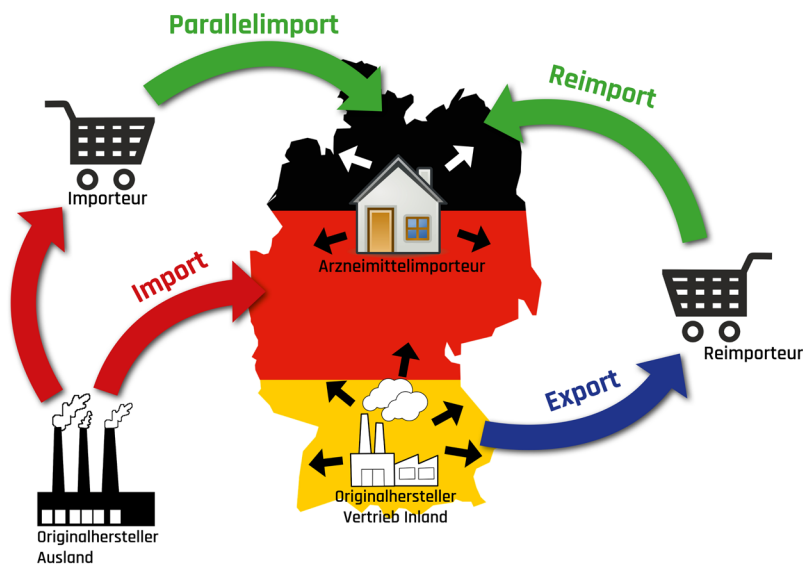 Parallelimport
Reimport
Importeur
Import
Arzneimittelimporteur
Reimporteur
Export
Originalhersteller
Vertrieb Inland
Originalhersteller
Ausland